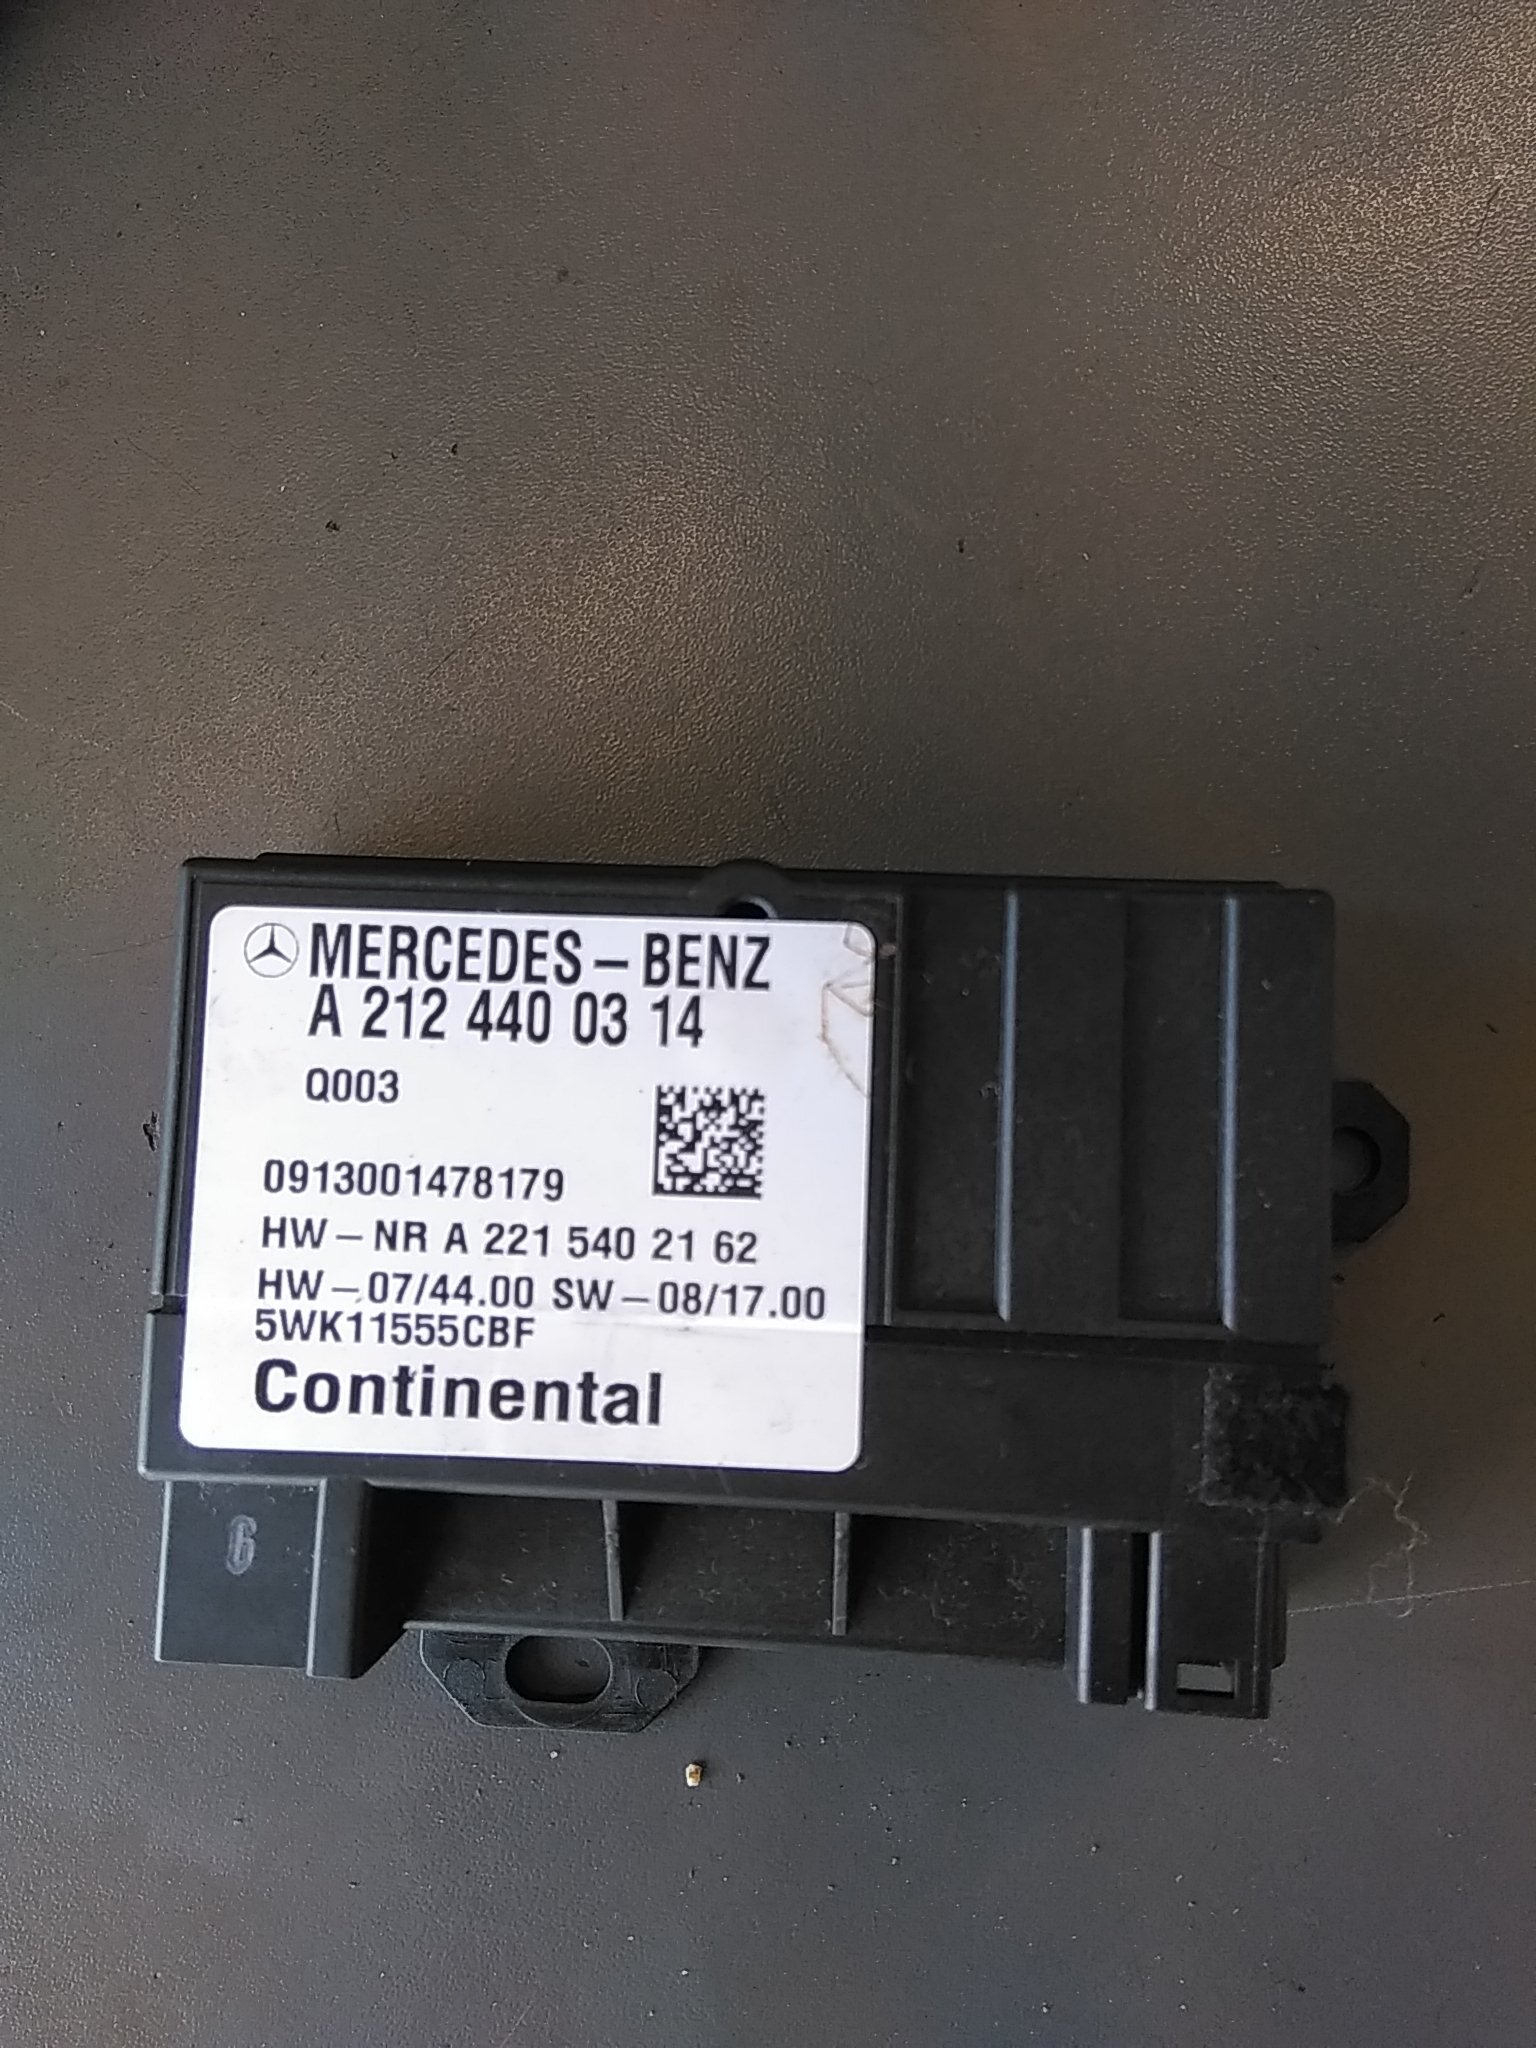 MERCEDES-BENZ
A 212 440 03 14
Q003
0913001478179
HW-NR A 221 540 21 62
HW-07/44.00 SW-08/17.00
5WK11555CBF
Continental
6